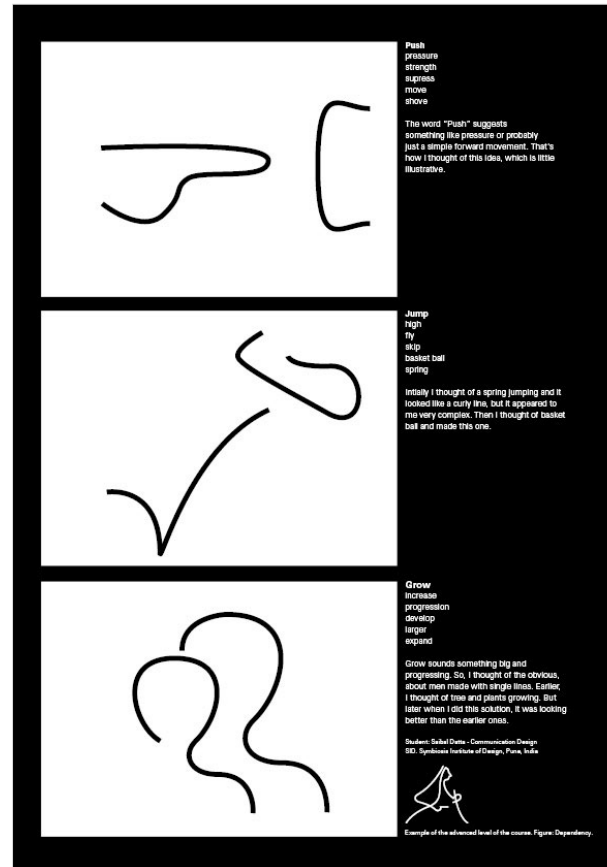 Push
pressure
strength
supress
move
shove
The word "Push" suggests
something like pressure or probably
just a simple forward movement. That's
how I thought of this idea, which is little
illustrative.
Jump
high
fly
skip
basket ball
spring
Intially I thought of a spring jumping and it
looked like a curly line, but it appeared to
me very complex. Then I thought of basket
ball and made this one.
Grow
increase
progression
develop
larger
expand
Grow sounds something big and
progressing. So, I thought of the obvious,
about men made with single lines. Earlier,
I thought of tree and plants growing. But
later when I did this solution, it was looking
better than the earlier ones.
Student: Saibal Datta - Communication Design
SID. Symbiosis Institute of Design, Pune, India
Example of the advanced level of the course. Figure: Dependency.